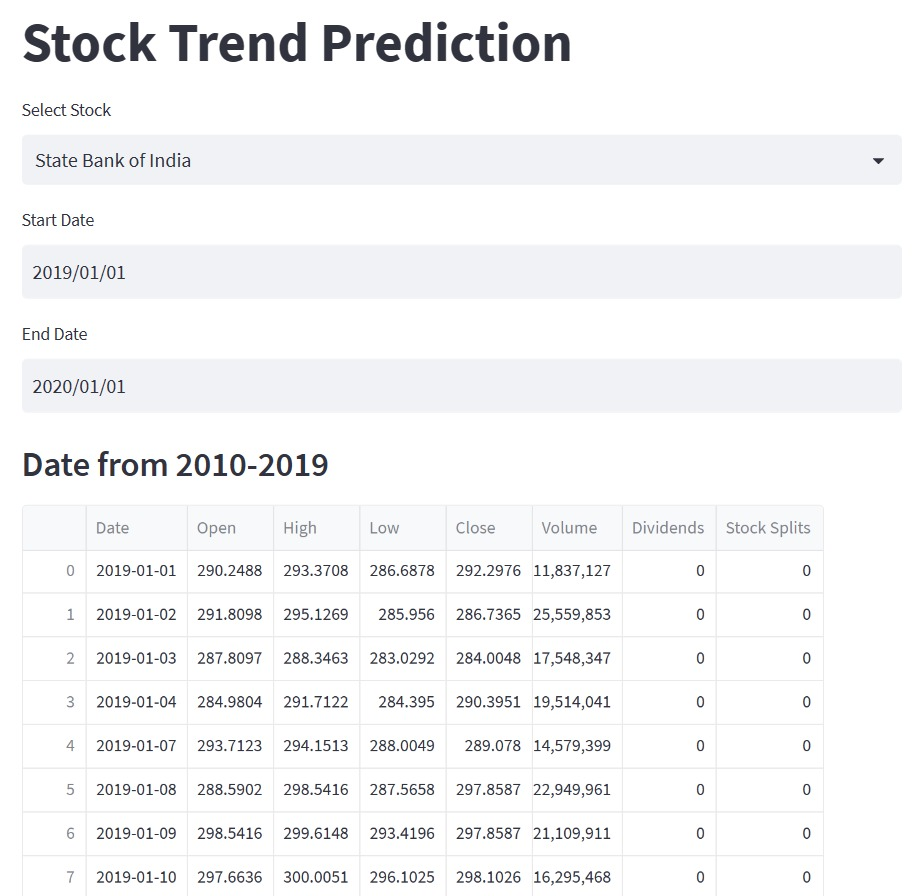 Stock Trend Prediction
Select Stock
State Bank of India
Start Date
2019/01/01
End Date
2020/01/01
Date from 2010-2019
Date Open High Low Close Volume Dividends Stock Splits
0 2019-01-01 290.2488 293.3708 286.6878 292.2976 11,837,127 0 0
1 2019-01-02 291.8098 295.1269 285.956 286.7365 25,559,853 0 0
2 2019-01-03 287.8097 288.3463 283.0292 284.0048 17,548,347 0 0
3 2019-01-04 284.9804 291.7122 284.395 290.3951 19,514,041 0 0
4 2019-01-07 293.7123 294.1513 288.0049 289.078 14,579,399 0 0
5 2019-01-08 288.5902 298.5416 287.5658 297.8587 22,949,961 0 0
6 2019-01-09 298.5416 299.6148 293.4196 297.8587 21,109,911 0 0
7 2019-01-10 297.6636 300.0051 296.1025 298.1026 16,295,468 0 0